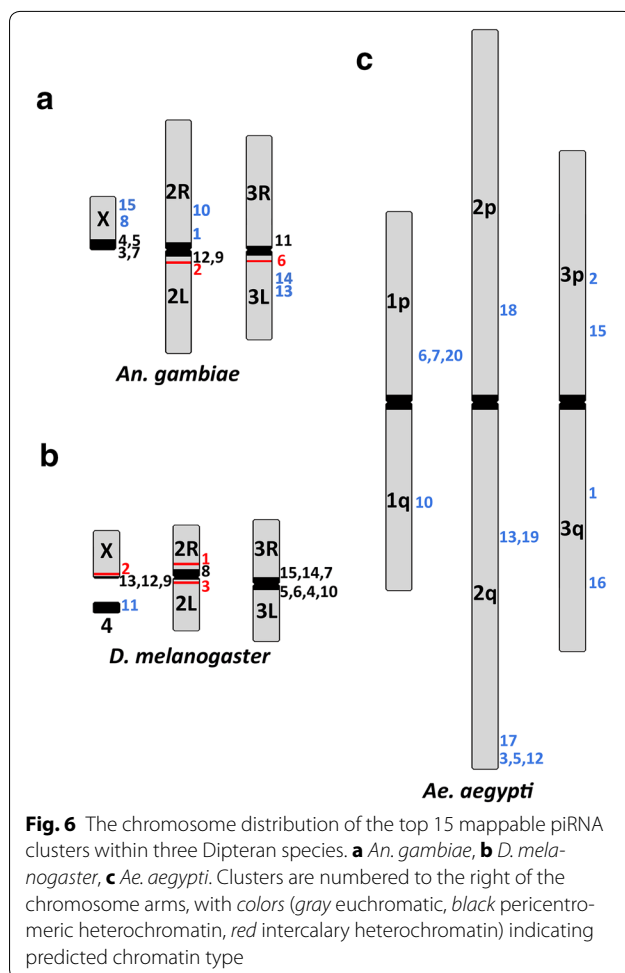 a
X
15
8
4,5
3,7
2R
10
1
12,9
2
2L
3R
11
6
14
13
3L
An. gambiae
b
X
2
13,12,9
11
4
2R
1
8
3
2L
3R
15,14,7
5,6,4,10
3L
D. melanogaster
c
1p
6,7,20
10
1q
2p
18
13,19
2q
17
3,5,12
3p
2
15
1
3q
16
Ae. aegypti
Fig. 6 The chromosome distribution of the top 15 mappable piRNA
clusters within three Dipteran species. a An. gambiae, b D. mela-
nogaster, c Ae. aegypti. Clusters are numbered to the right of the
chromosome arms, with colors (gray euchromatic, black pericentro-
meric heterochromatin, red intercalary heterochromatin) indicating
predicted chromatin type